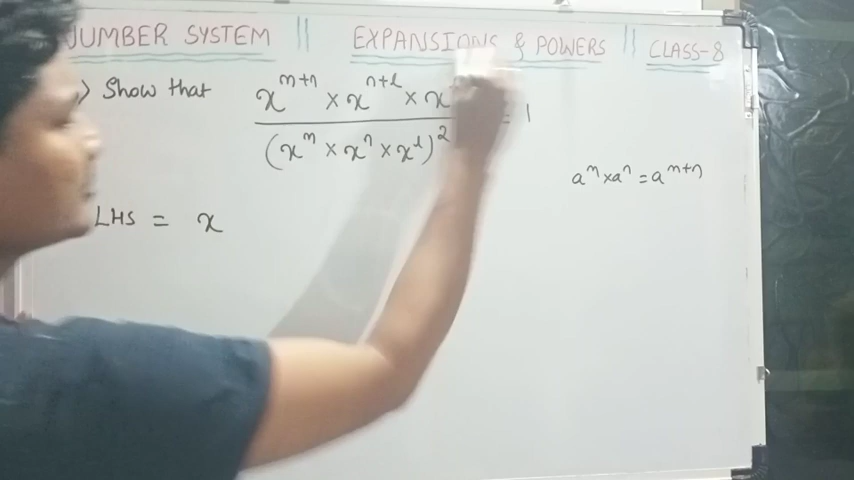 NUMBER SYSTEM || EXPANSIONS & POWERS || CLASS-8
) Show that x^{m+n} × x^{n+l} × x
(x^m × x^n × x^l)^2 = 1
a^m × a^n = a^{m+n}
LHS = x